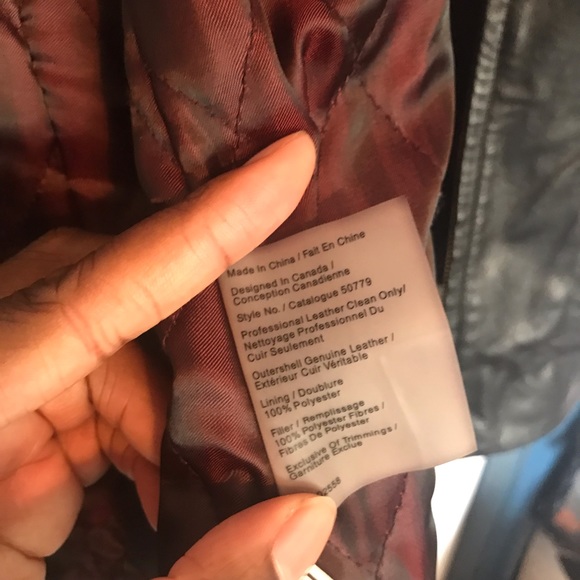 Made In China / Fait En Chine
Designed In Canada /
Conception Canadienne
Style No. / Catalogue 50779
Professional Leather Clean Only/
Nettoyage Professionnel Du
Cuir Seulement
Outershell Genuine Leather /
Extérieur Cuir Véritable
Lining / Doublure
100% Polyester
Filler / Remplissage
100% Polyester Fibres /
Fibres De Polyester
Exclusive Of Trimmings /
Garniture Exclue